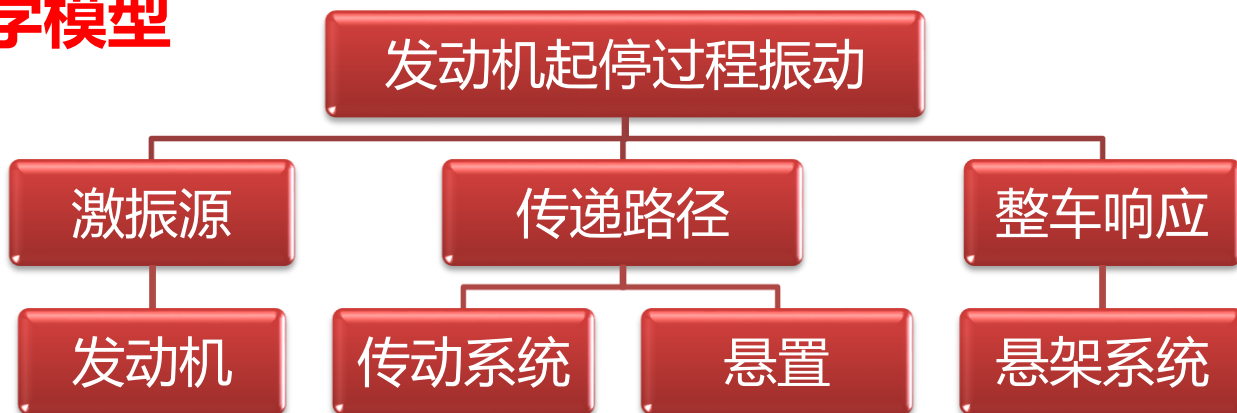 学模型
发动机起停过程振动
激振源
传递路径
整车响应
发动机
传动系统
悬置
悬架系统